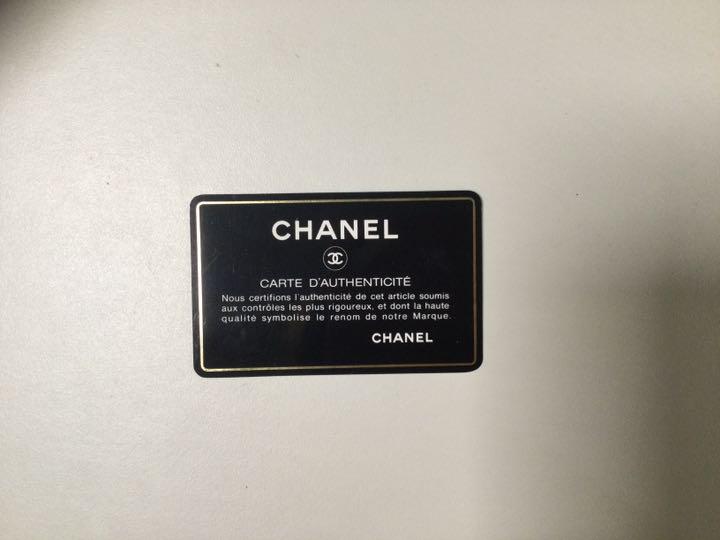 CHANEL
CARTE D'AUTHENTICITÉ
Nous certifions l'authenticité de cet article soumis
aux contrôles les plus rigoureux, et dont la haute
qualité symbolise le renom de notre Marque.
CHANEL